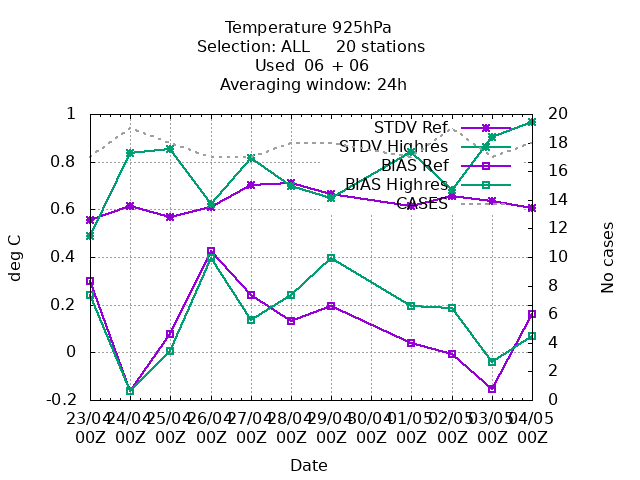 Temperature 925hPa
Selection: ALL     20 stations
Used  06 + 06
Averaging window: 24h
1
0.8
0.6
0.4
0.2
0
-0.2
deg C
20
18
16
14
12
10
8
6
4
2
0
No cases
STDV Ref
STDV Highres
BIAS Ref
BIAS Highres
CASES
23/04 24/04 25/04 26/04 27/04 28/04 29/04 30/04 01/05 02/05 03/05 04/05
00Z 00Z 00Z 00Z 00Z 00Z 00Z 00Z 00Z 00Z 00Z 00Z
Date